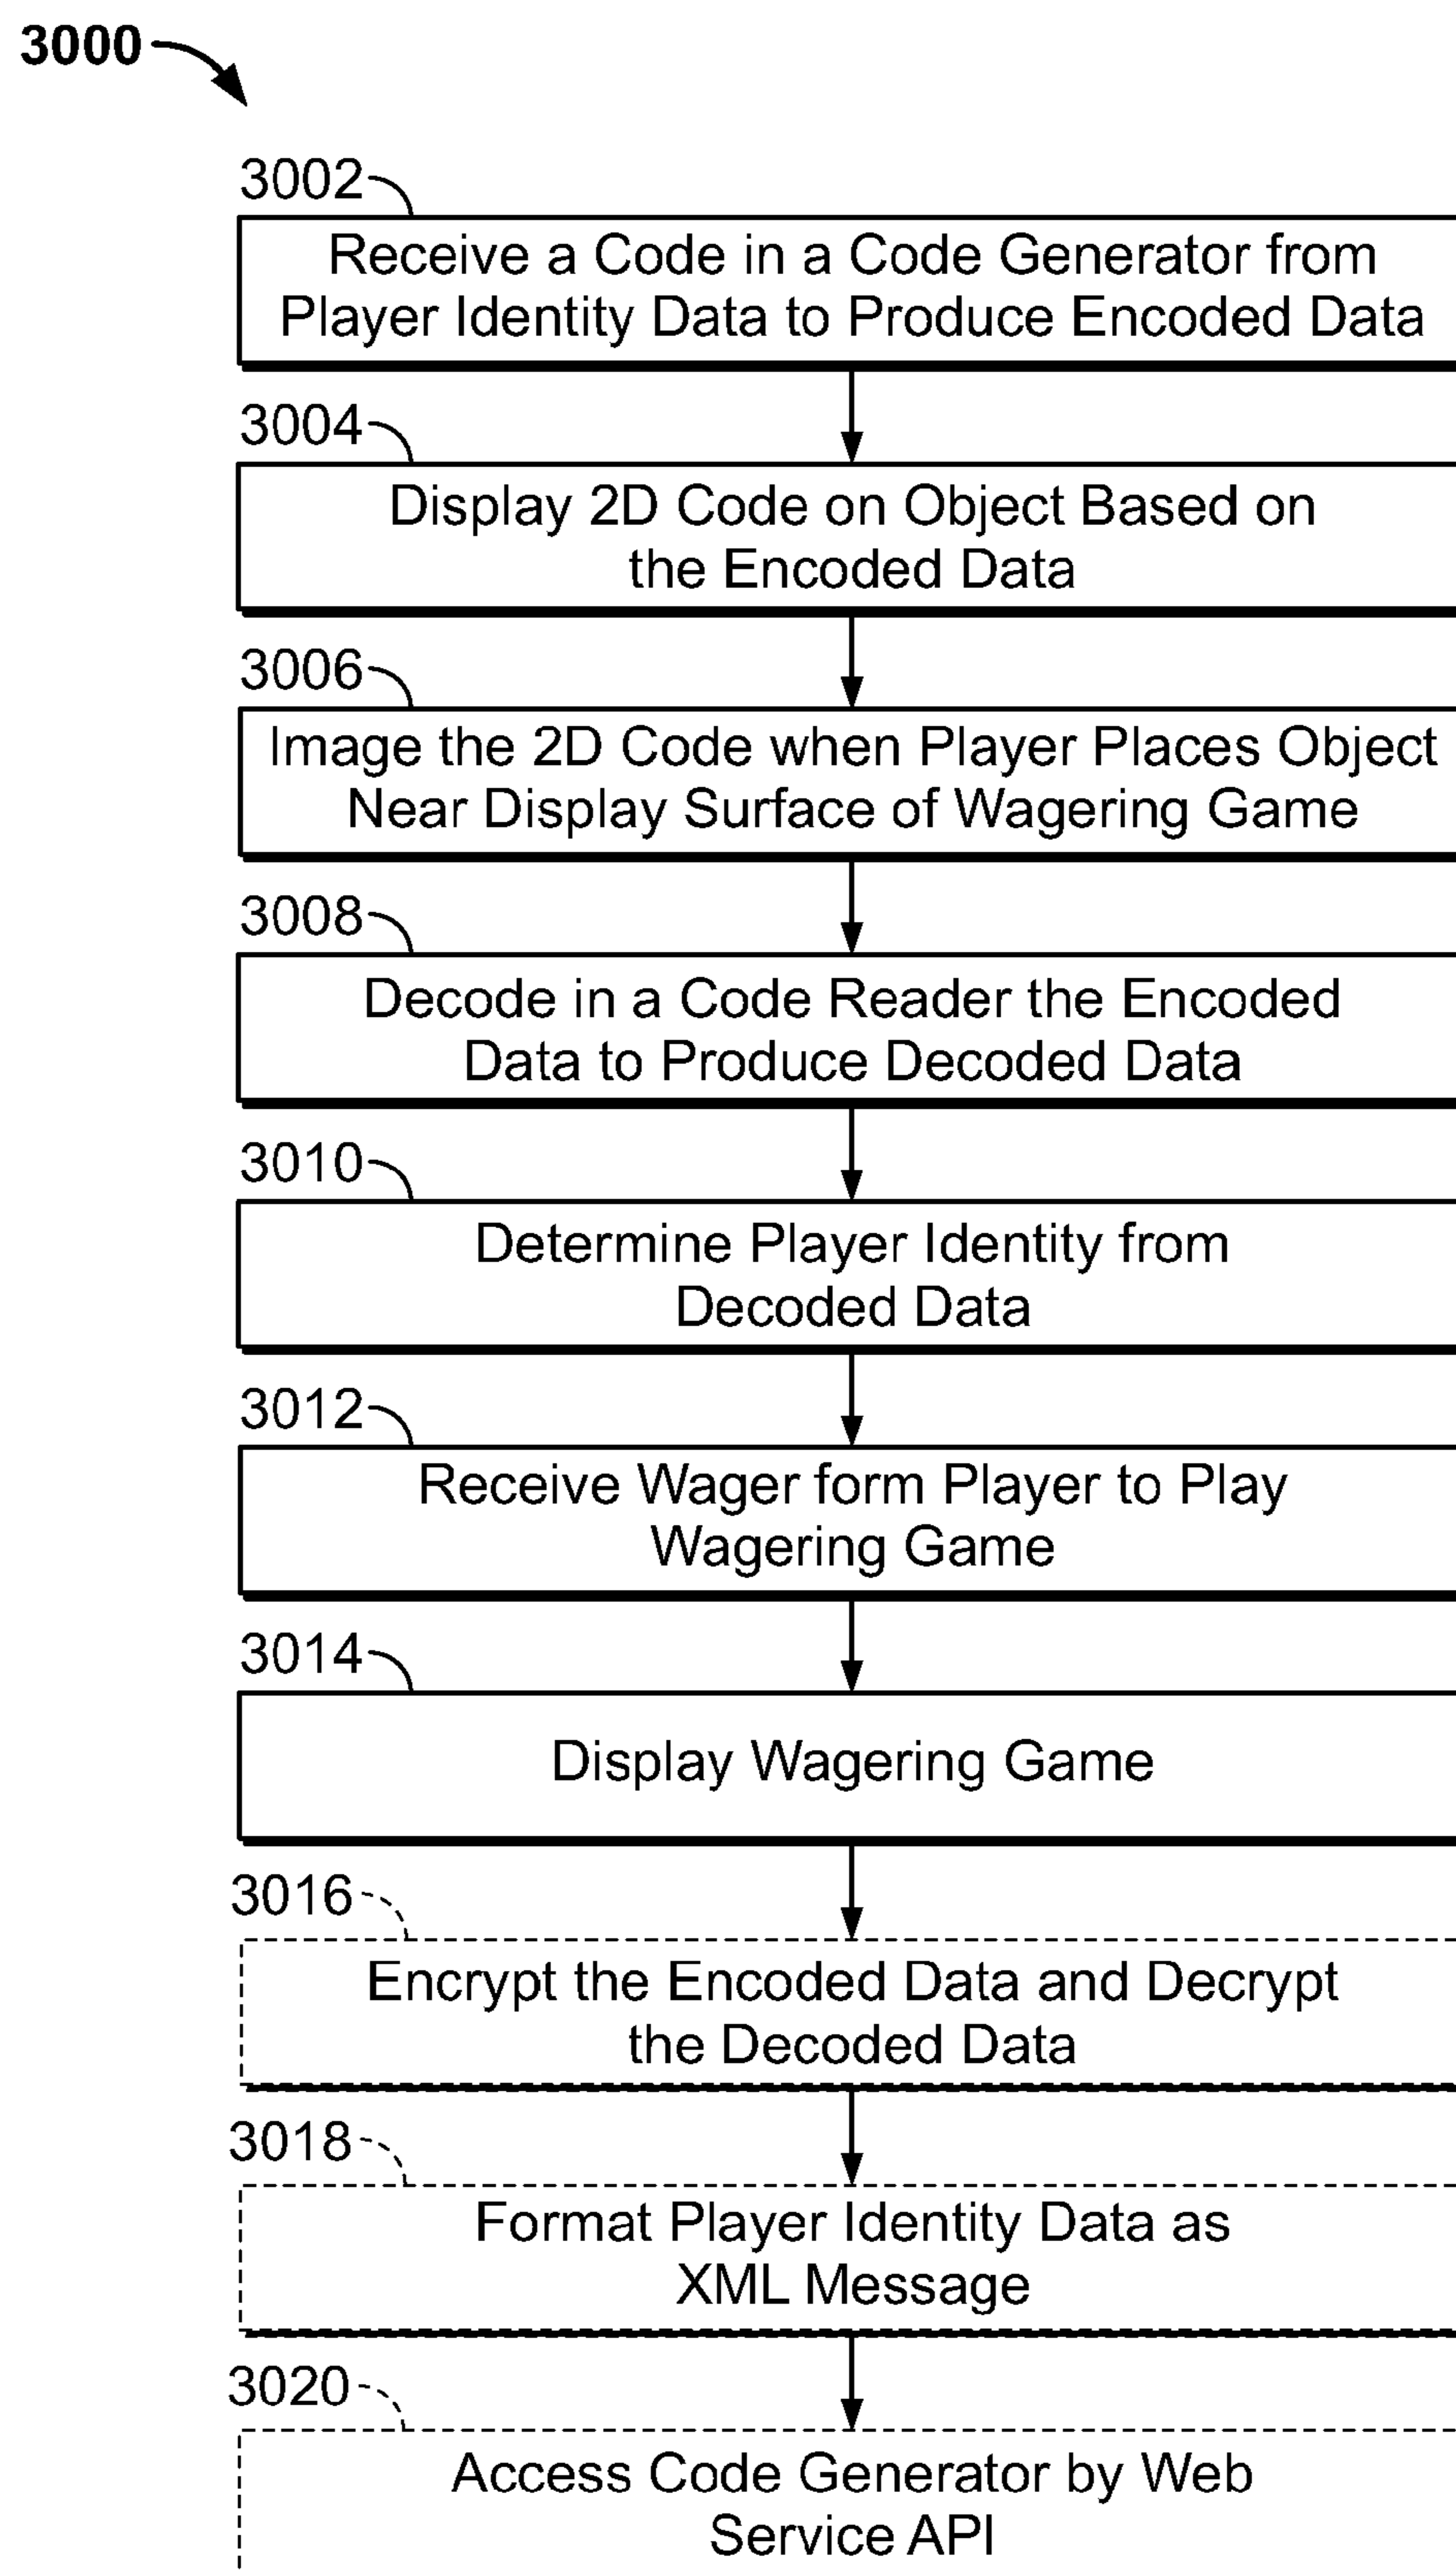 3000
3002
Receive a Code in a Code Generator from
Player Identity Data to Produce Encoded Data
3004
Display 2D Code on Object Based on
the Encoded Data
3006
Image the 2D Code when Player Places Object
Near Display Surface of Wagering Game
3008
Decode in a Code Reader the Encoded
Data to Produce Decoded Data
3010
Determine Player Identity from
Decoded Data
3012
Receive Wager form Player to Play
Wagering Game
3014
Display Wagering Game
3016
Encrypt the Encoded Data and Decrypt
the Decoded Data
3018
Format Player Identity Data as
XML Message
3020
Access Code Generator by Web
Service API